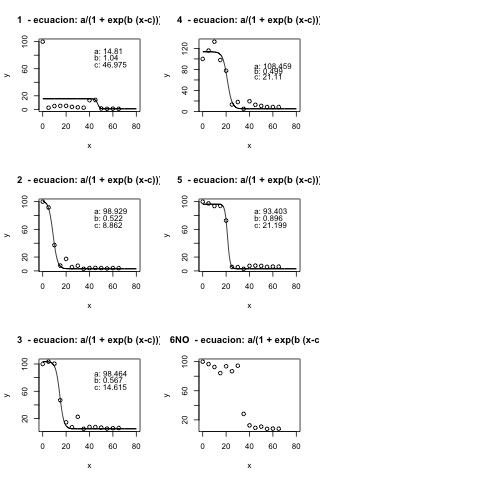 1 - ecuacion: a/(1 + exp(b (x-c))
a: 14.81
b: 1.04
c: 46.975
y
0 20 60 100
0 20 40 60 80
x
4 - ecuacion: a/(1 + exp(b (x-c))
a: 108.459
b: 0.499
c: 21.11
y
0 40 80 120
0 20 40 60 80
x
2 - ecuacion: a/(1 + exp(b (x-c))
a: 98.929
b: 0.522
c: 8.862
y
0 20 60 100
0 20 40 60 80
x
5 - ecuacion: a/(1 + exp(b (x-c))
a: 93.403
b: 0.896
c: 21.199
y
0 20 60 100
0 20 40 60 80
x
3 - ecuacion: a/(1 + exp(b (x-c))
a: 98.464
b: 0.567
c: 14.615
y
20 60 100
0 20 40 60 80
x
6NO - ecuacion: a/(1 + exp(b (x-c
y
20 60 100
0 20 40 60 80
x